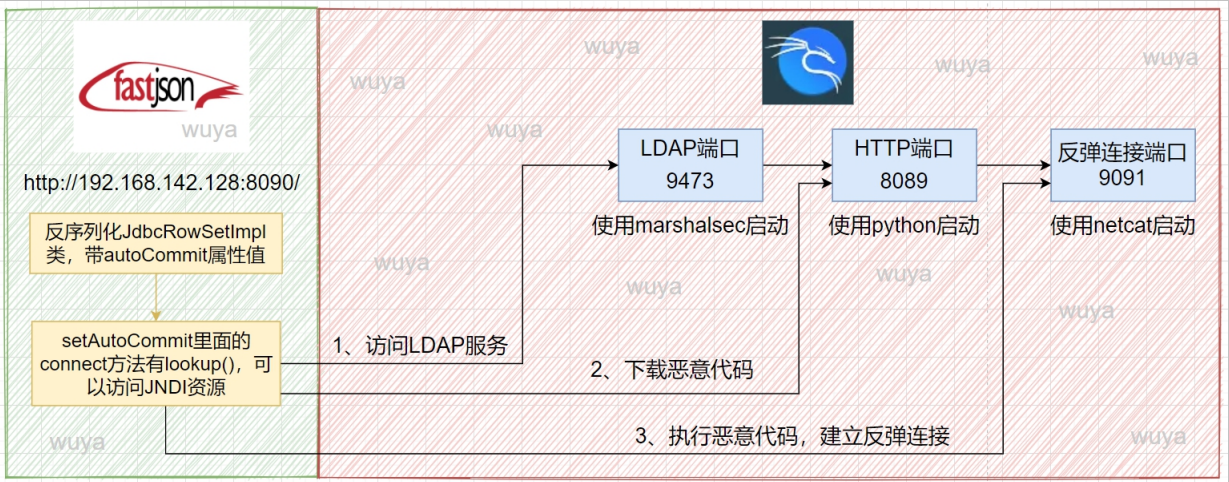 fastjson
wuya
wuya
wuya
wuya
wuya
wuya
http://192.168.142.128:8090/
LDAP端口
9473
HTTP端口
8089
反弹连接端口
9091
使用marshalsec启动
使用python启动
使用netcat启动
反序列化JdbcRowSetImpl
类，带autoCommit属性值
wuya
wuya
wuya
wuya
setAutoCommit里面的
connect方法有lookup()，可
以访问JNDI资源
1、访问LDAP服务
2、下载恶意代码
3、执行恶意代码，建立反弹连接
wuya
wuya